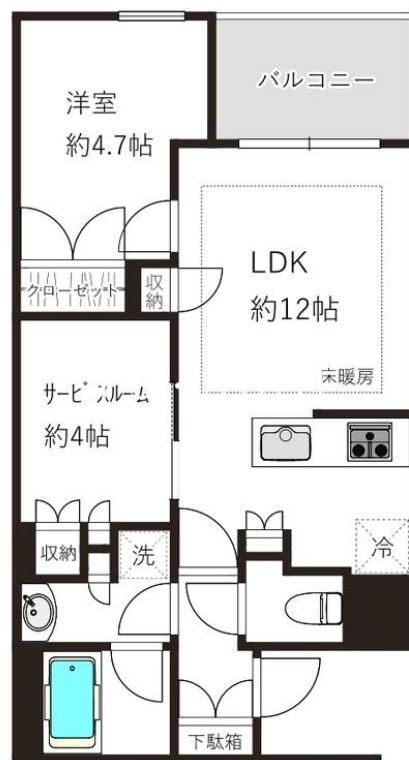 バルコニー
洋室
約4.7帖
クローゼット
収納
LDK
約12帖
床暖房
サービスルーム
約4帖
収納
洗
冷
下駄箱